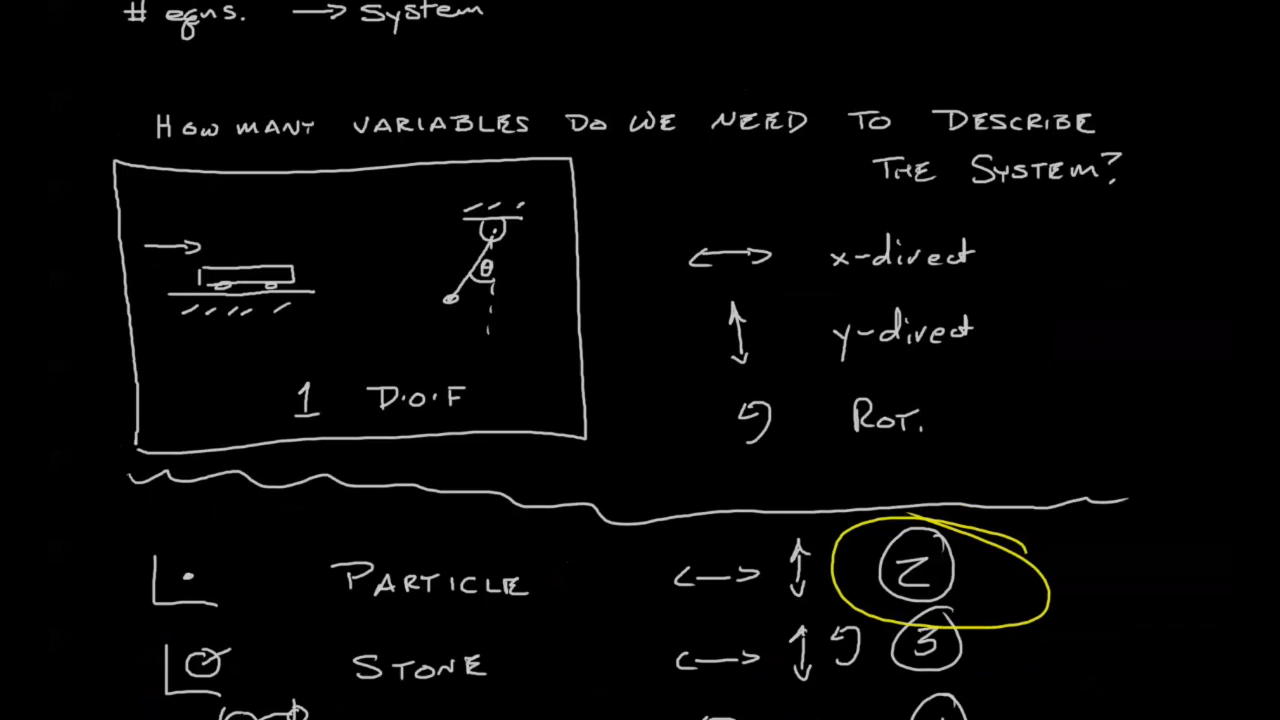 # eqns. → System
HOW MANY VARIABLES DO WE NEED TO DESCRIBE
THE SYSTEM?
x-direct
θ
y-direct
1 D.O.F
ROT.
PARTICLE 2
STONE 3